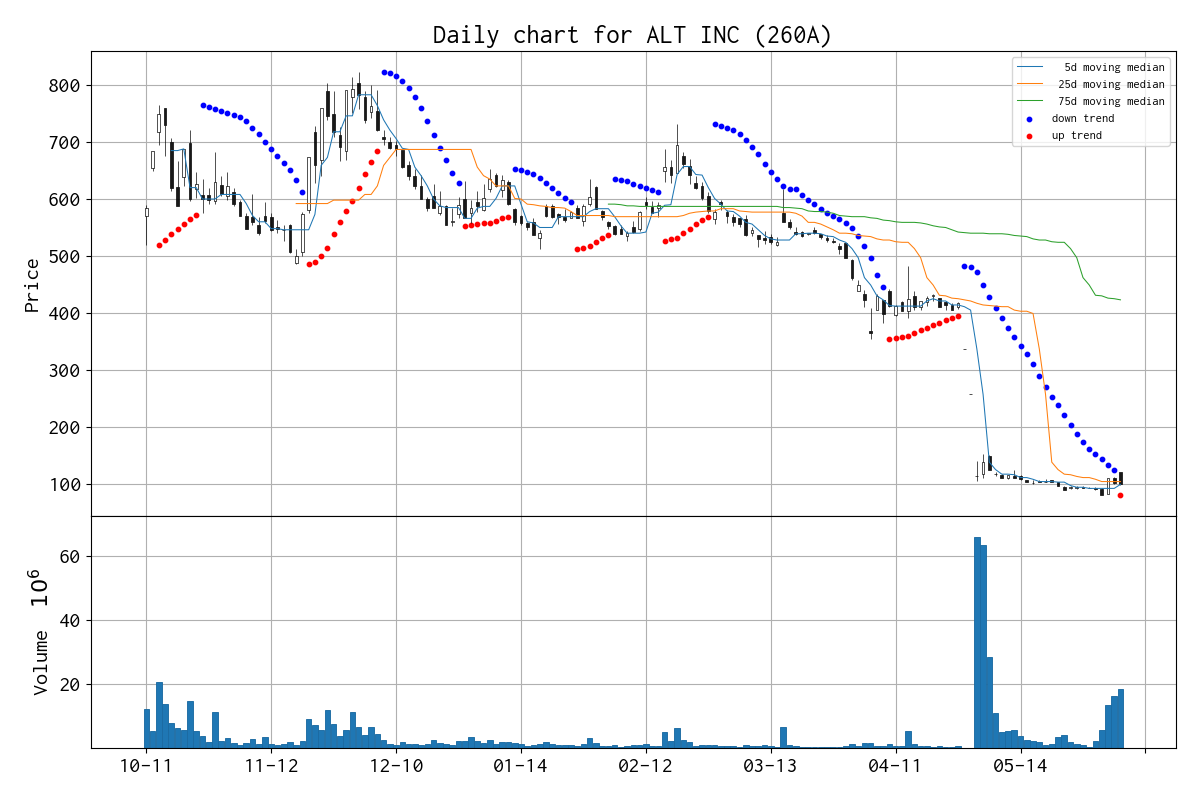 Daily chart for ALT INC (260A)
5d moving median
25d moving median
75d moving median
down trend
up trend
Price
800
700
600
500
400
300
200
100
Volume 10⁶
60
40
20
10-11 11-12 12-10 01-14 02-12 03-13 04-11 05-14